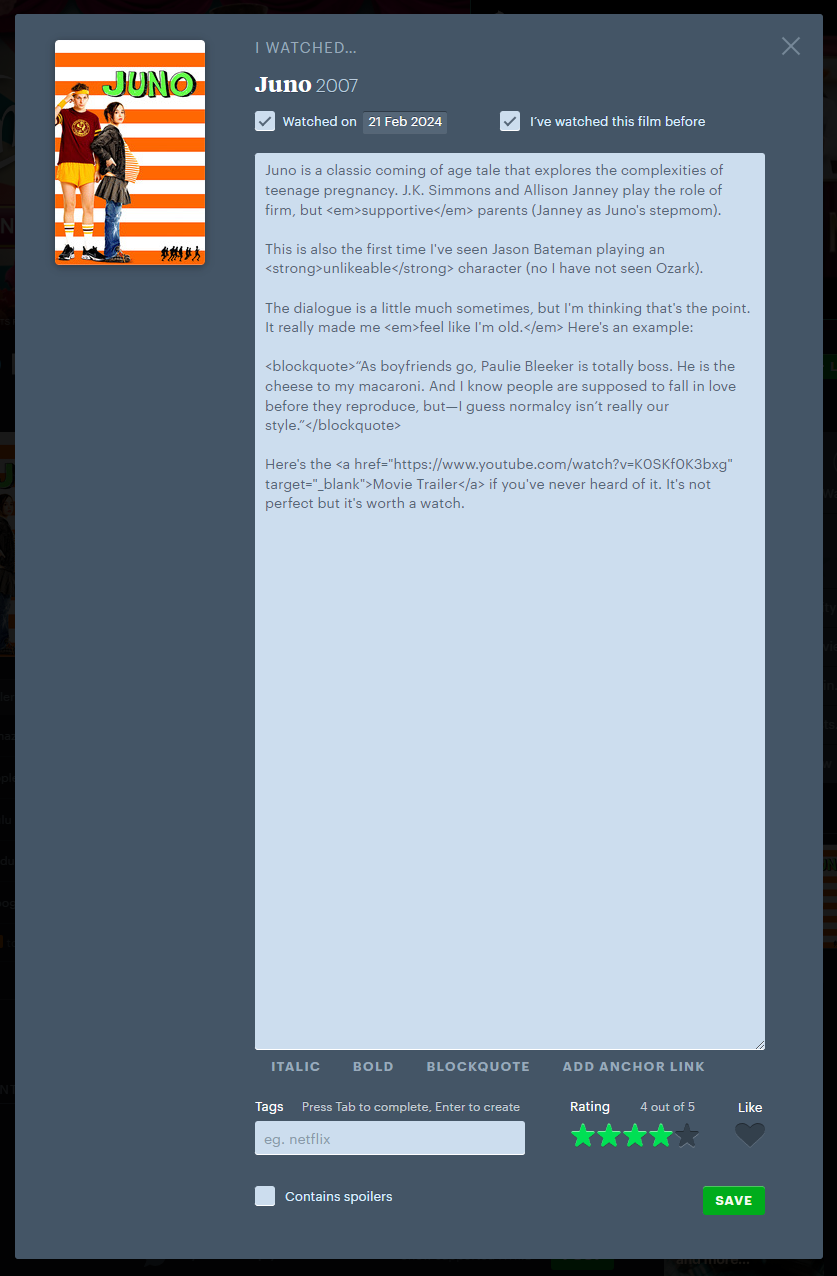 I WATCHED…
JUNO
Juno 2007
Watched on 21 Feb 2024
I've watched this film before
Juno is a classic coming of age tale that explores the complexities of
teenage pregnancy. J.K. Simmons and Allison Janney play the role of
firm, but <em>supportive</em> parents (Janney as Juno's stepmom).
This is also the first time I've seen Jason Bateman playing an
<strong>unlikeable</strong> character (no I have not seen Ozark).
The dialogue is a little much sometimes, but I'm thinking that's the point.
It really made me <em>feel like I'm old.</em> Here's an example:
<blockquote>“As boyfriends go, Paulie Bleeker is totally boss. He is the
cheese to my macaroni. And I know people are supposed to fall in love
before they reproduce, but—I guess normalcy isn’t really our
style.”</blockquote>
Here's the <a href="https://www.youtube.com/watch?v=K0SKf0K3bxg"
target="_blank">Movie Trailer</a> if you've never heard of it. It's not
perfect but it's worth a watch.
ITALIC BOLD BLOCKQUOTE ADD ANCHOR LINK
Tags Press Tab to complete, Enter to create
Rating 4 out of 5
Like
eg. netflix
Contains spoilers
SAVE
and more...